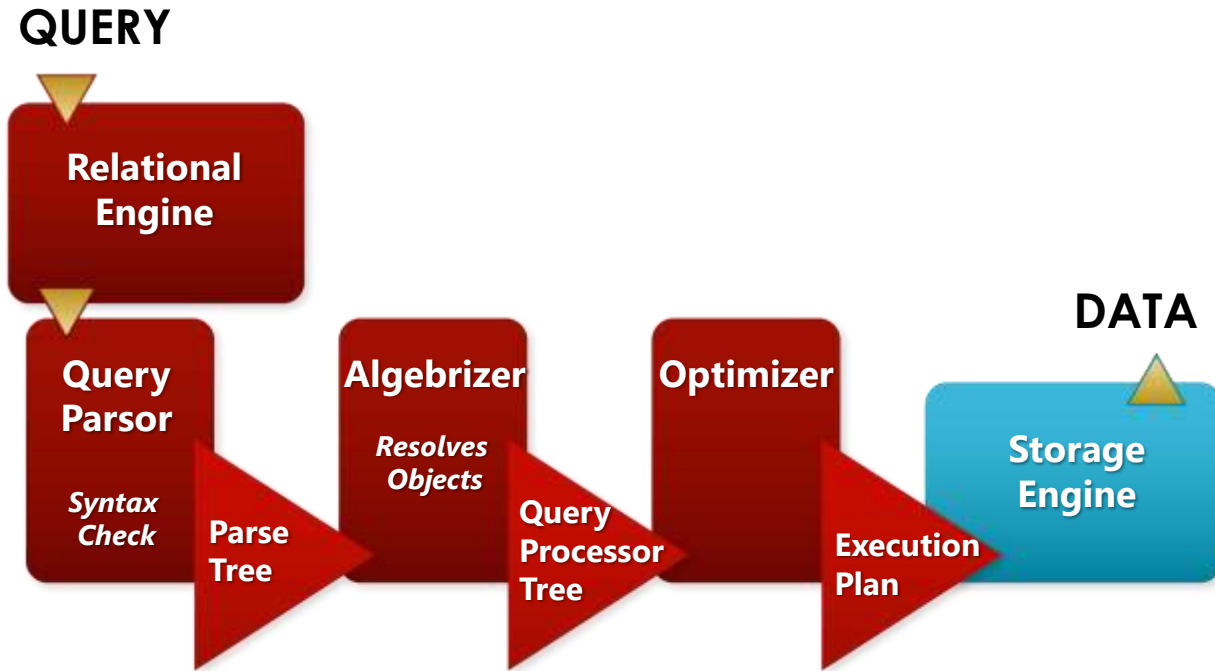 QUERY
Relational
Engine
DATA
Query
Parsor
Syntax
Check
Parse
Tree
Algebrizer
Resolves
Objects
Query
Processor
Tree
Optimizer
Execution
Plan
Storage
Engine